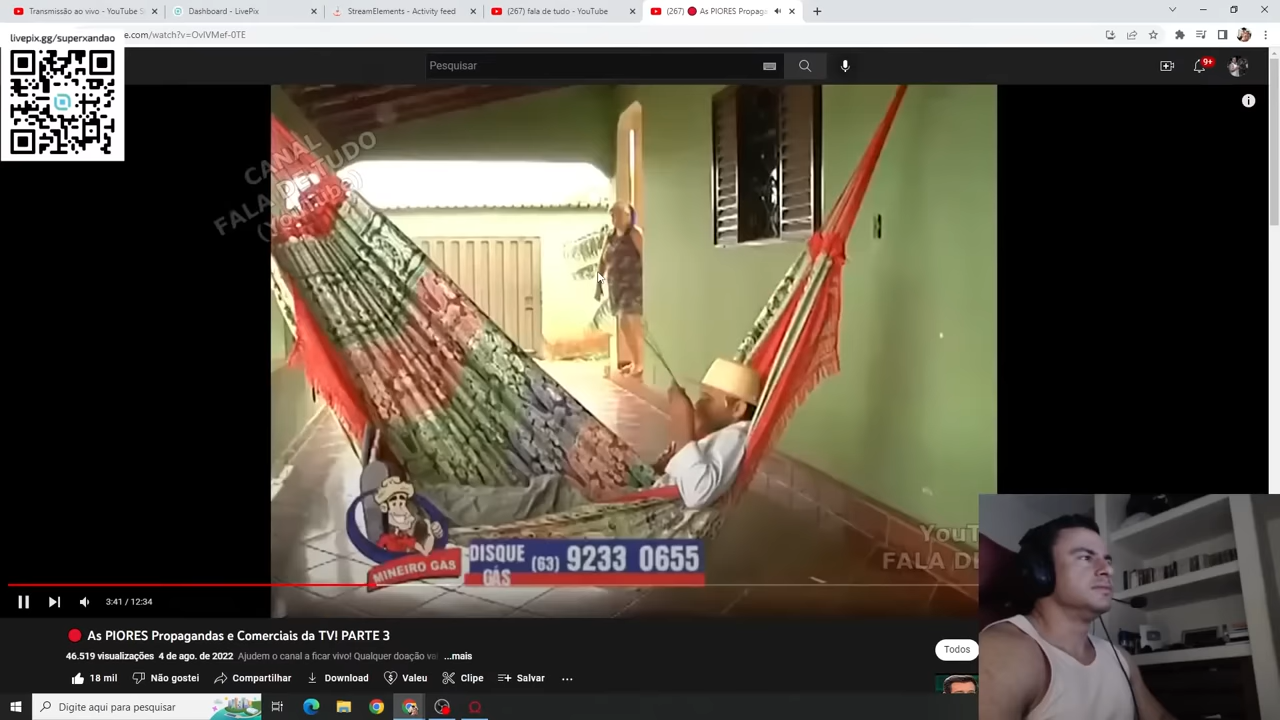 Transmissão ao vivo - YouTube S
Dashboard - LivePix
StreamElements - Activity feed
(267) fala de tudo - YouTube
(267) 🔴 As PIORES Propaga
livepix.gg/superxandao
e.com/watch?v=OvIVMef-0TE
Pesquisar
9+
CANAL
FALA DE TUDO
(YouTube))
YouT
FALA DE
DISQUE
GÁS
(63) 9233 0655
MINEIRO GAS
3:41 / 12:34
🔴 As PIORES Propagandas e Comerciais da TV! PARTE 3
46.519 visualizações 4 de ago. de 2022 Ajudem o canal a ficar vivo! Qualquer doação va ...mais
Todos
18 mil
Não gostei
Compartilhar
Download
Valeu
Clipe
Salvar
Digite aqui para pesquisar